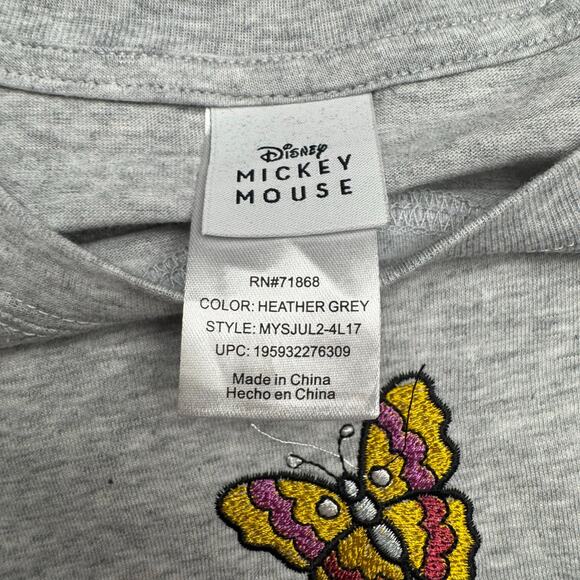 Disney
MICKEY
MOUSE
RN#71868
COLOR: HEATHER GREY
STYLE: MYSJUL2-4L17
UPC: 195932276309
Made in China
Hecho en China